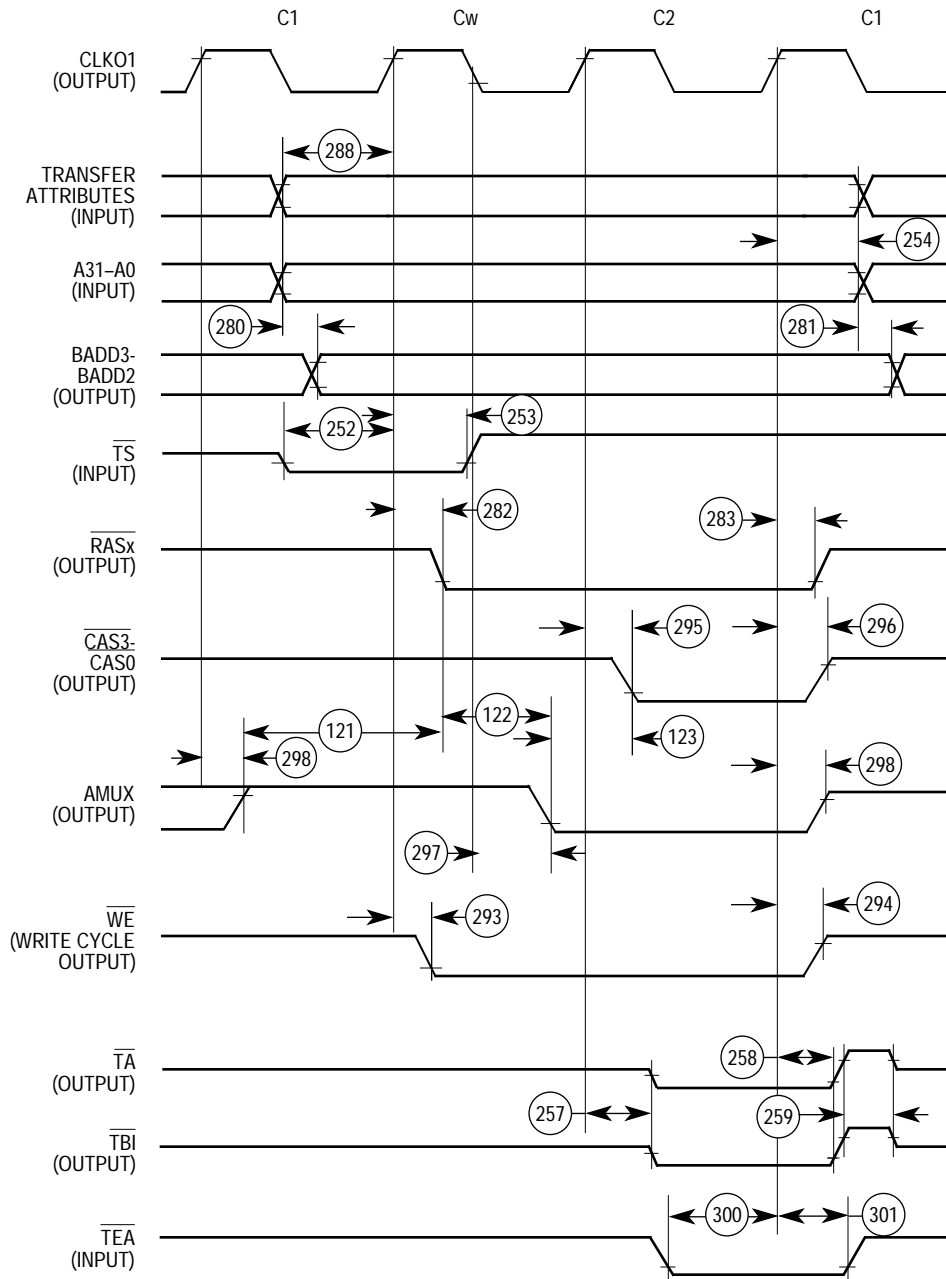 C1 Cw C2 C1
CLKO1
(OUTPUT)
288
TRANSFER
ATTRIBUTES
(INPUT)
254
A31–A0
(INPUT)
280 281
BADD3-
BADD2
(OUTPUT)
252 253
TS
(INPUT)
282 283
RASx
(OUTPUT)
295 296
CAS3-
CAS0
(OUTPUT)
121 122 123
298 298
AMUX
(OUTPUT)
297
293 294
WE
(WRITE CYCLE
OUTPUT)
258
TA
(OUTPUT)
257 259
TBI
(OUTPUT)
300 301
TEA
(INPUT)